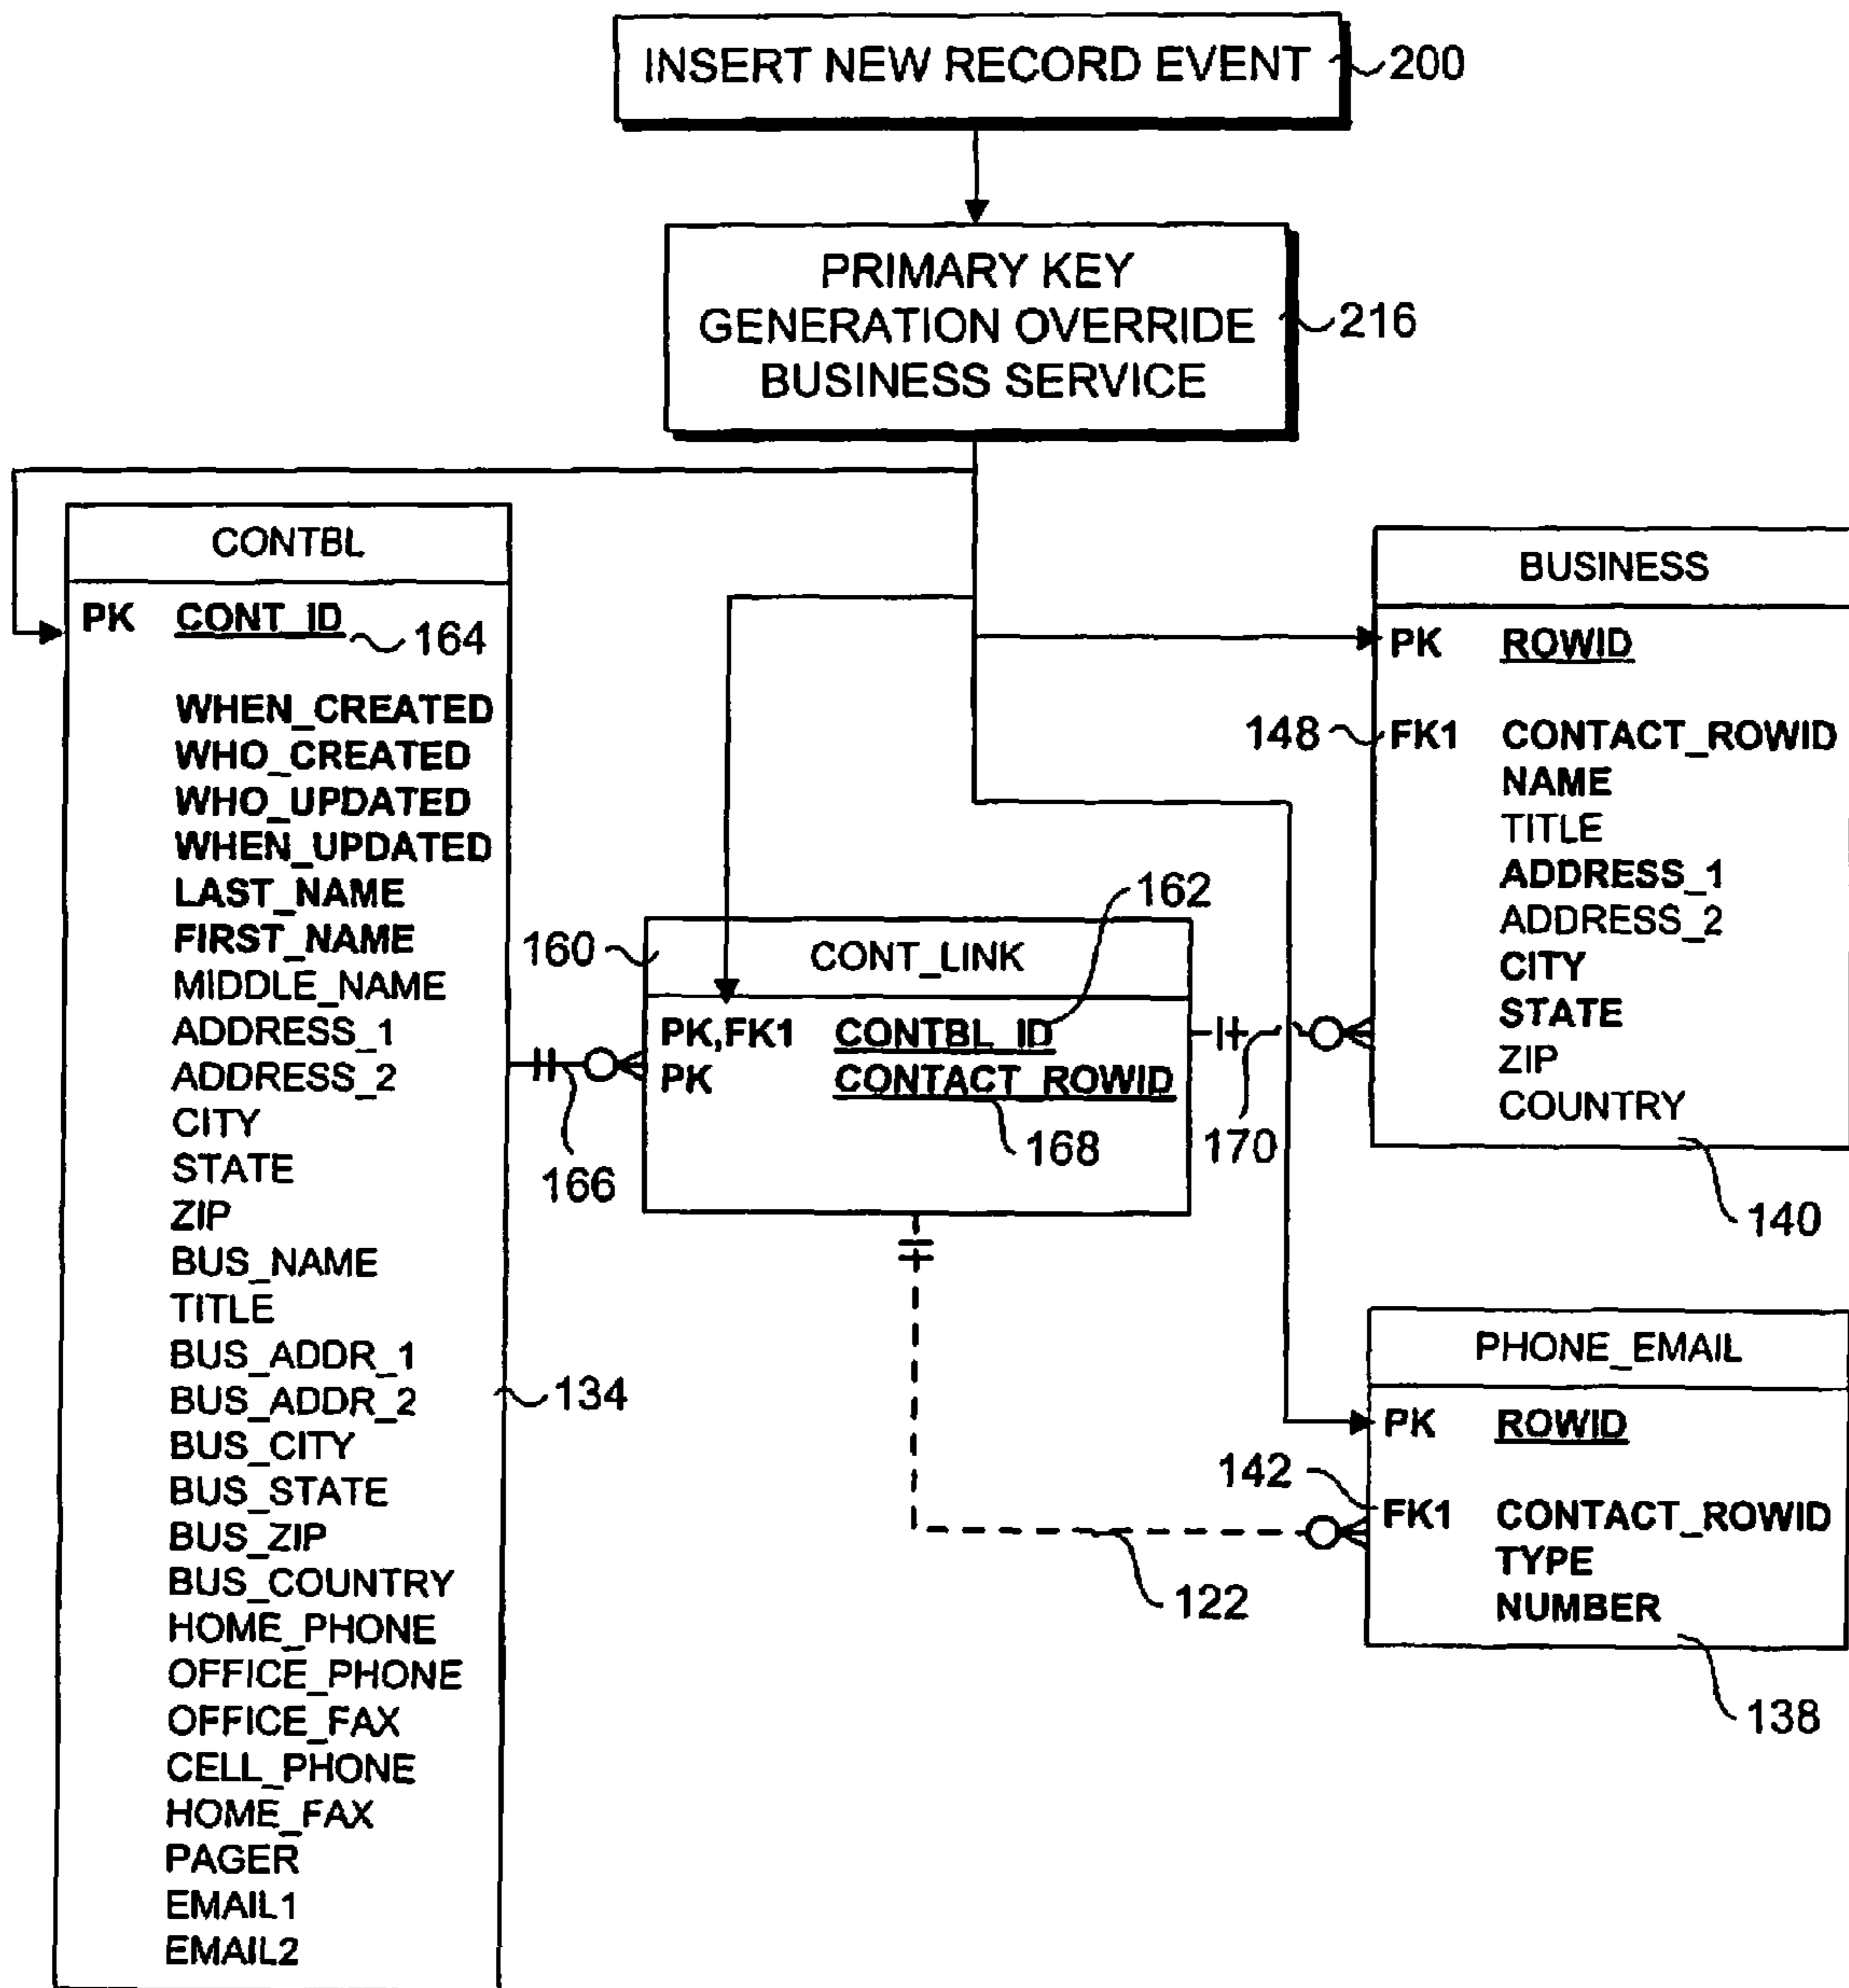 INSERT NEW RECORD EVENT
200
PRIMARY KEY
GENERATION OVERRIDE
BUSINESS SERVICE
216
CONTBL
PK CONT_ID
164
WHEN_CREATED
WHO_CREATED
WHO_UPDATED
WHEN_UPDATED
LAST_NAME
FIRST_NAME
MIDDLE_NAME
ADDRESS_1
ADDRESS_2
CITY
STATE
ZIP
BUS_NAME
TITLE
BUS_ADDR_1
BUS_ADDR_2
BUS_CITY
BUS_STATE
BUS_ZIP
BUS_COUNTRY
HOME_PHONE
OFFICE_PHONE
OFFICE_FAX
CELL_PHONE
HOME_FAX
PAGER
EMAIL1
EMAIL2
134
166
160
CONT_LINK
162
PK,FK1 CONTBL_ID
PK CONTACT_ROWID
168
170
BUSINESS
PK ROWID
148
FK1 CONTACT_ROWID
NAME
TITLE
ADDRESS_1
ADDRESS_2
CITY
STATE
ZIP
COUNTRY
140
122
PHONE_EMAIL
PK ROWID
142
FK1 CONTACT_ROWID
TYPE
NUMBER
138